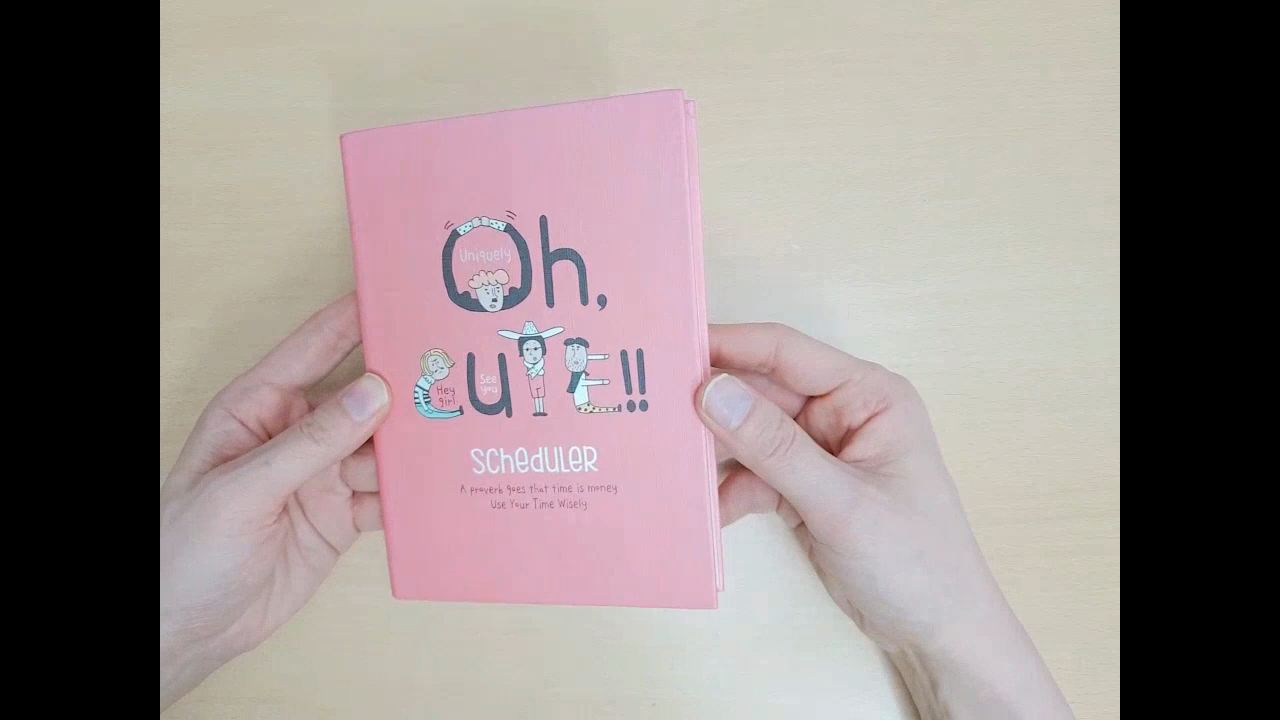 Oh,
Uniquely
CUTE!!
Hey
girl
See
you
SCHEDULER
A proverb goes that time is money
Use Your Time Wisely